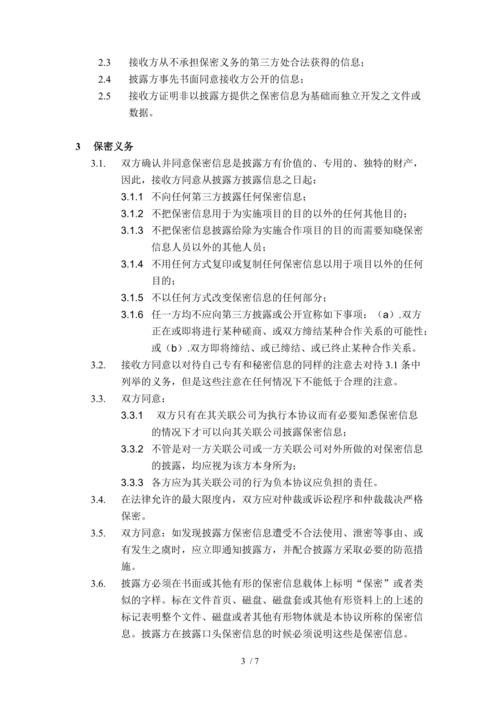 2.3 接收方从不承担保密义务的第三方处合法获得的信息；
2.4 披露方事先书面同意接收方公开的信息；
2.5 接收方证明非以披露方提供之保密信息为基础而独立开发之文件或
数据。
3 保密义务
3.1. 双方确认并同意保密信息是披露方有价值的、专用的、独特的财产，
因此，接收方同意从披露方披露信息之日起：
3.1.1 不向任何第三方披露任何保密信息；
3.1.2 不把保密信息用于为实施项目的目的以外的任何其他目的；
3.1.3 不把保密信息披露给除为实施合作项目的目的而需要知晓保密
信息人员以外的其他人员；
3.1.4 不用任何方式复印或复制任何保密信息以用于项目以外的任何
目的；
3.1.5 不以任何方式改变保密信息的任何部分；
3.1.6 任一方均不应向第三方披露或公开宣称如下事项：（a）.双方
正在或即将进行某种磋商、或双方缔结某种合作关系的可能性；
或（b）.双方即将缔结、或已缔结、或已终止某种合作关系。
3.2. 接收方同意以对待自己专有和秘密信息的同样的注意去对待 3.1 条中
列举的义务，但是这些注意在任何情况下不能低于合理的注意。
3.3. 双方同意：
3.3.1 双方只有在其关联公司为执行本协议而有必要知悉保密信息
的情况下才可以向其关联公司披露保密信息；
3.3.2 不管是对一方关联公司或一方关联公司对外所做的对保密信息
的披露，均应视为该方本身所为；
3.3.3 各方应为其关联公司的行为负本协议应负担的责任。
3.4. 在法律允许的最大限度内，双方应对仲裁或诉讼程序和仲裁裁决严格
保密。
3.5. 双方同意：如发现披露方保密信息遭受不合法使用、泄密等事由、或
有发生之虞时，应立即通知披露方，并配合披露方采取必要的防范措
施。
3.6. 披露方必须在书面或其他有形的保密信息载体上标明“保密”或者类
似的字样。标在文件首页、磁盘、磁盘套或其他有形资料上的上述的
标记表明整个文件、磁盘或者其他有形物体就是本协议所称的保密信
息。披露方在披露口头保密信息的时候必须说明这些是保密信息。
3 / 7